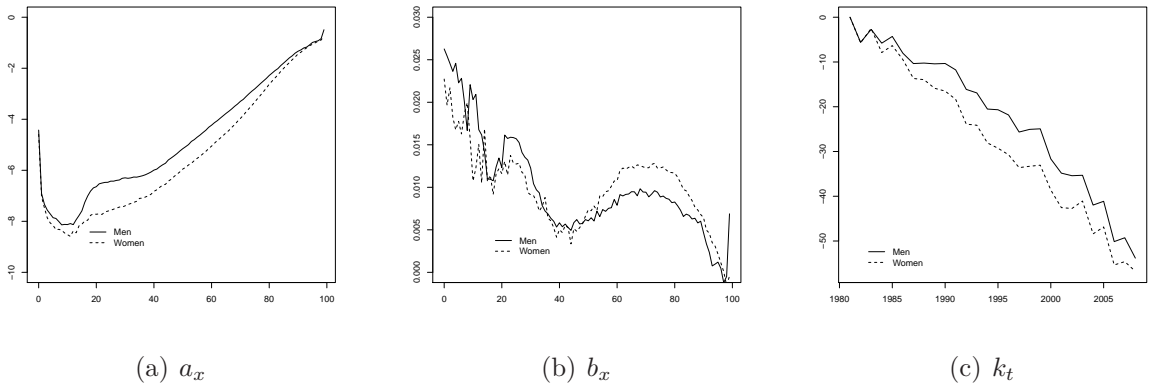 0
−2
−4
−6
−8
−10
0 20 40 60 80 100
Men
Women
0.030
0.025
0.020
0.015
0.010
0.005
0.000
0 20 40 60 80 100
Men
Women
0
−10
−20
−30
−40
−50
1980 1985 1990 1995 2000 2005
Men
Women
(a) a_x
(b) b_x
(c) k_t